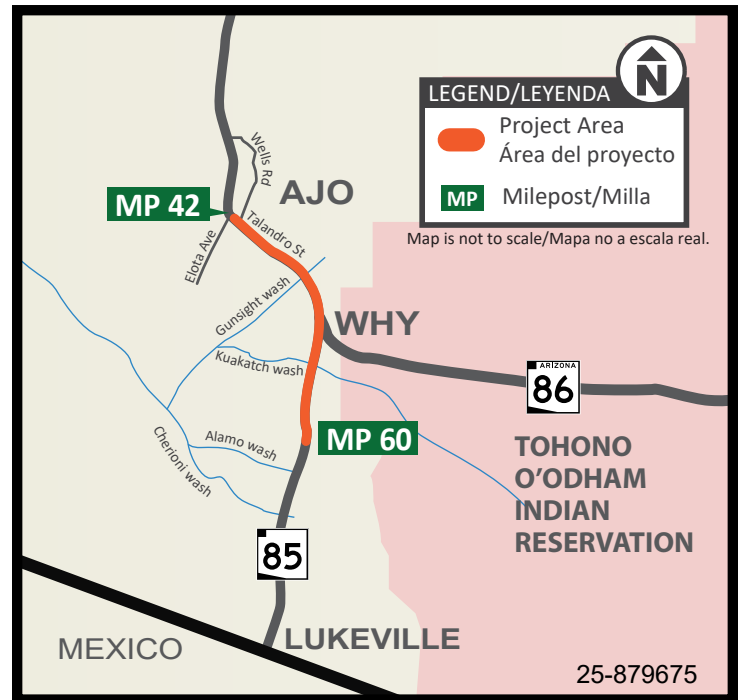 N
LEGEND/LEYENDA
Project Area
Área del proyecto
MP Milepost/Milla
Map is not to scale/Mapa no a escala real.
Wells Rd
AJO
MP 42
Talandro St
Elota Ave
Gunsight wash
WHY
Kuakatch wash
ARIZONA
86
MP 60
Alamo wash
Cherioni wash
TOHONO
O'ODHAM
INDIAN
RESERVATION
85
MEXICO
LUKEVILLE
25-879675